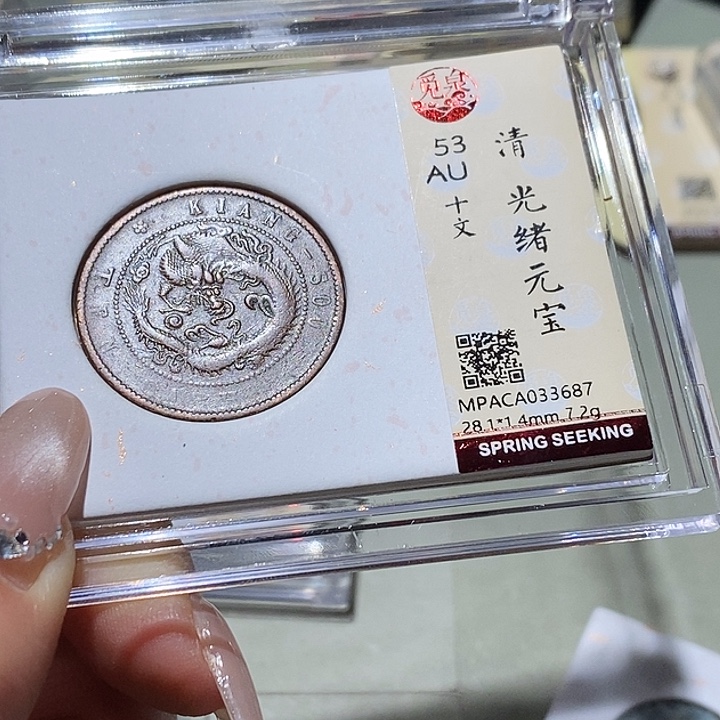 KIANG-SOO
TEN
觅泉
53
AU
十文
清 光绪元宝
MPACA033687
28.1*1.4mm 7.2g
SPRING SEEKING